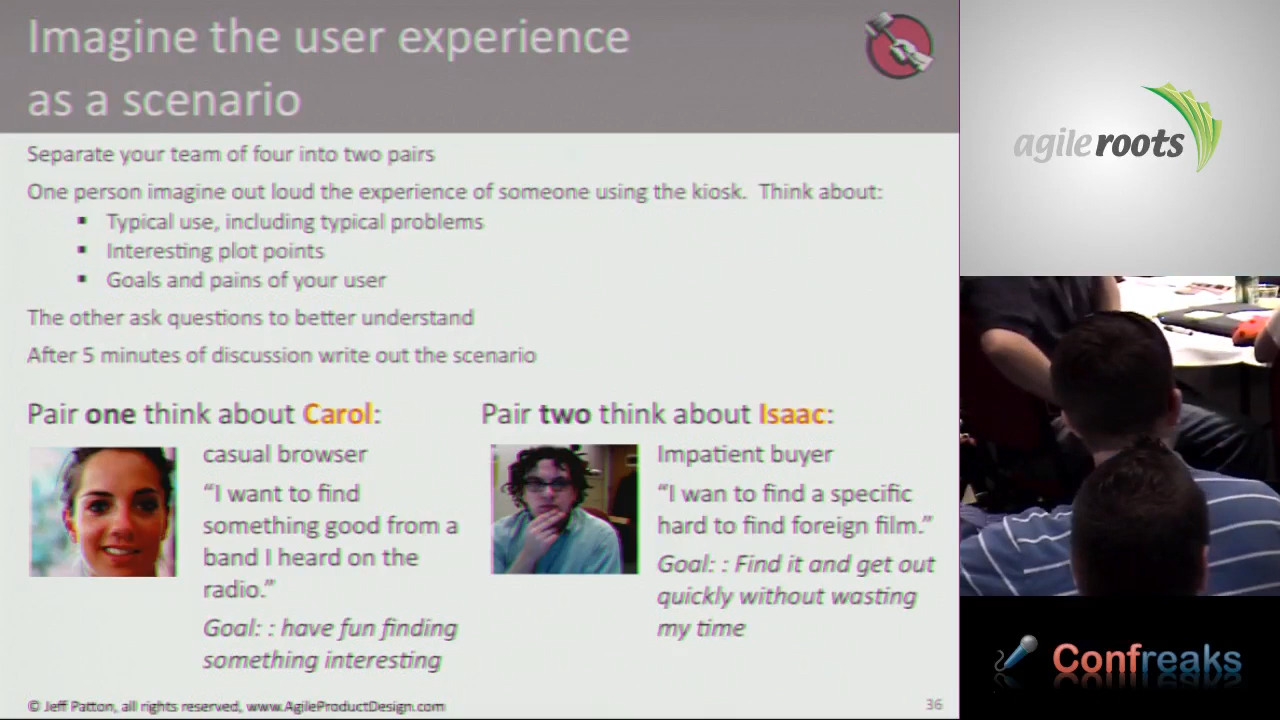 Imagine the user experience
as a scenario
Separate your team of four into two pairs
One person imagine out loud the experience of someone using the kiosk. Think about:
▪ Typical use, including typical problems
▪ Interesting plot points
▪ Goals and pains of your user
The other ask questions to better understand
After 5 minutes of discussion write out the scenario
Pair one think about Carol:
casual browser
“I want to find
something good from a
band I heard on the
radio.”
Goal: : have fun finding
something interesting
Pair two think about Isaac:
Impatient buyer
“I wan to find a specific
hard to find foreign film.”
Goal: : Find it and get out
quickly without wasting
my time
© Jeff Patton, all rights reserved, www.AgileProductDesign.com
36
agile roots
Confreaks